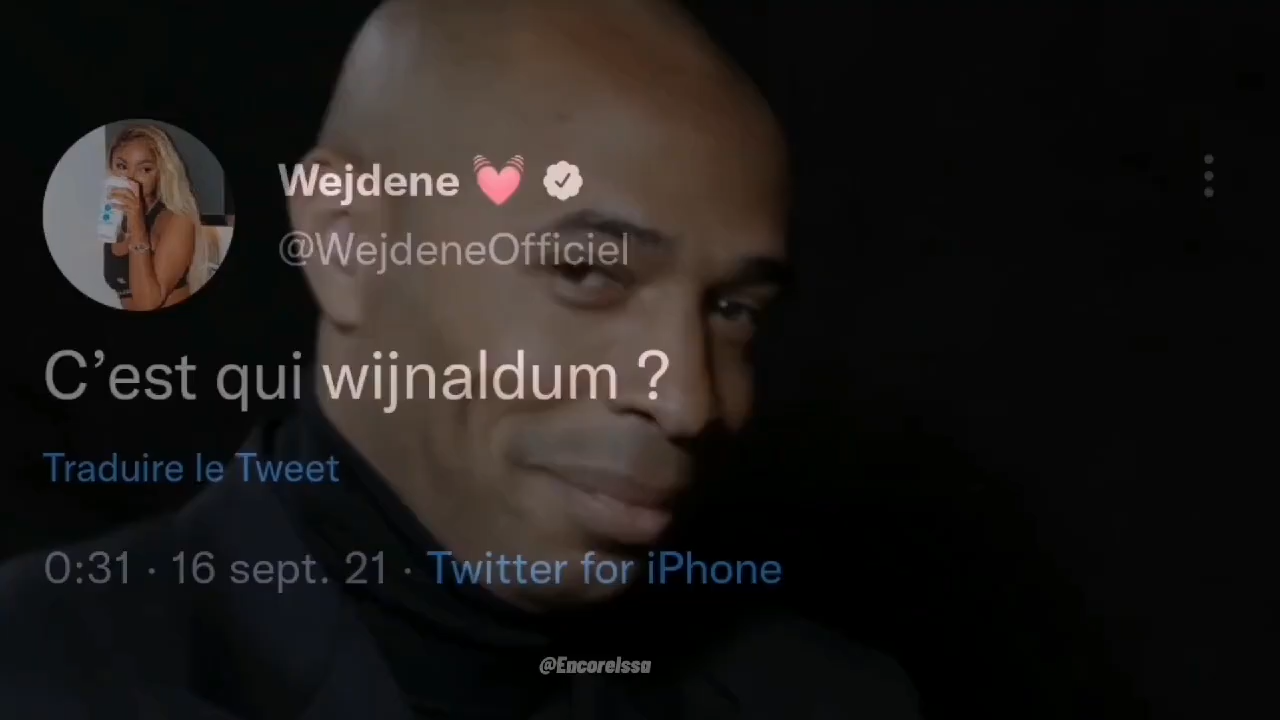 Wejdene 💓
@WejdeneOfficiel
C’est qui wijnaldum ?
Traduire le Tweet
0:31 · 16 sept. 21 · Twitter for iPhone
@EncoreIssa